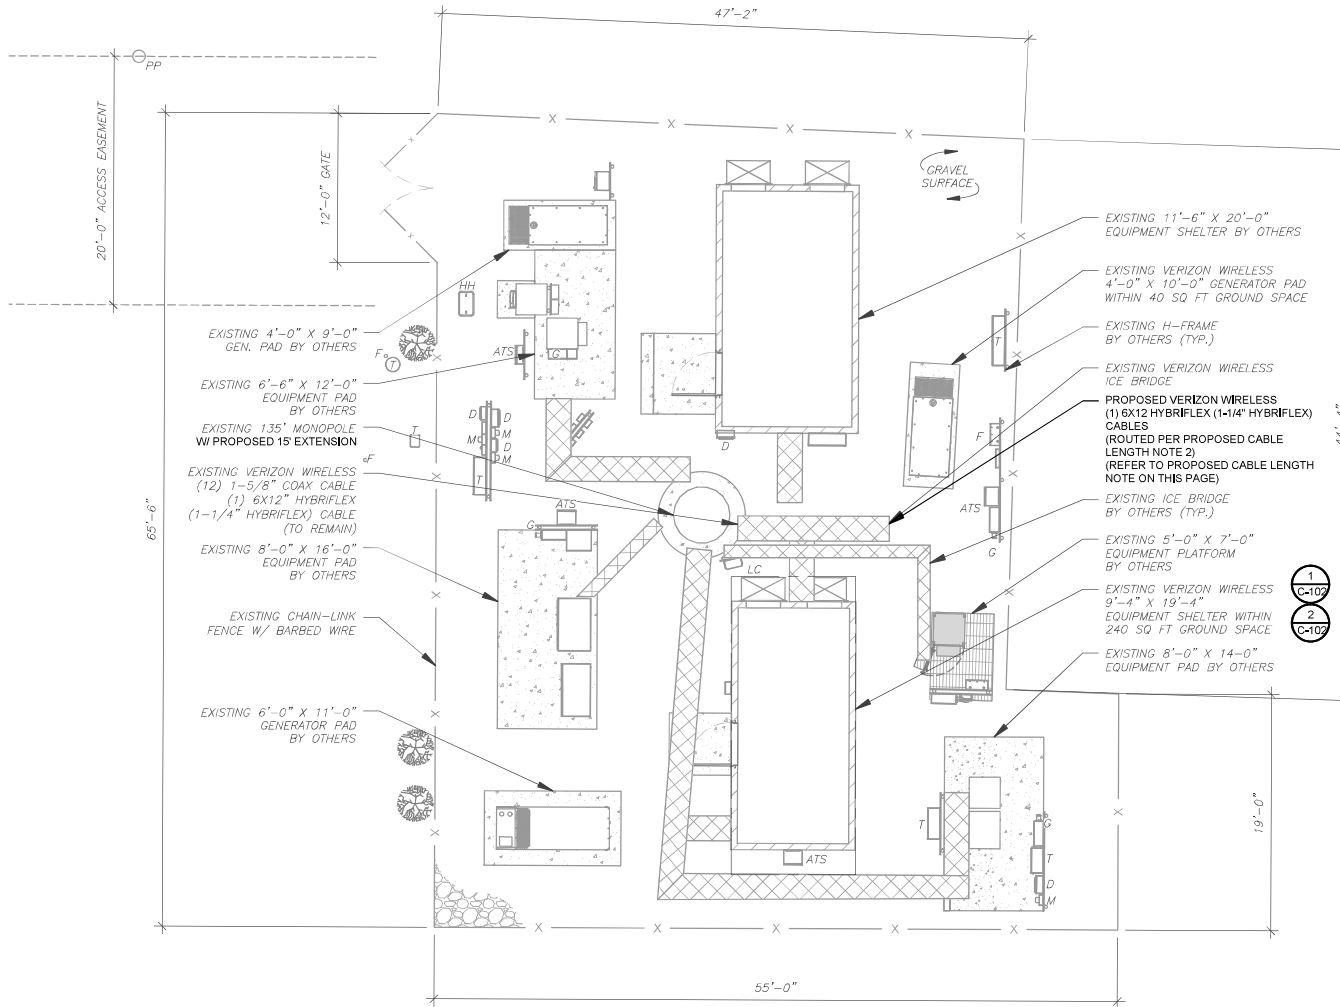 47'-2"
PP
20'-0" ACCESS EASEMENT
12'-0" GATE
65'-6"
GRAVEL
SURFACE
HH
ATS
G
F
T
T
F
D
D
M
M
D
M
T
D
EXISTING 4'-0" X 9'-0"
GEN. PAD BY OTHERS
EXISTING 6'-6" X 12'-0"
EQUIPMENT PAD
BY OTHERS
EXISTING 135' MONOPOLE
W/ PROPOSED 15' EXTENSION
EXISTING VERIZON WIRELESS
(12) 1-5/8" COAX CABLE
(1) 6X12" HYBRIFLEX
(1-1/4" HYBRIFLEX) CABLE
(TO REMAIN)
EXISTING 8'-0" X 16'-0"
EQUIPMENT PAD
BY OTHERS
EXISTING CHAIN-LINK
FENCE W/ BARBED WIRE
EXISTING 6'-0" X 11'-0"
GENERATOR PAD
BY OTHERS
ATS
G
LC
ATS
EXISTING 11'-6" X 20'-0"
EQUIPMENT SHELTER BY OTHERS
EXISTING VERIZON WIRELESS
4'-0" X 10'-0" GENERATOR PAD
WITHIN 40 SQ FT GROUND SPACE
EXISTING H-FRAME
BY OTHERS (TYP.)
EXISTING VERIZON WIRELESS
ICE BRIDGE
PROPOSED VERIZON WIRELESS
(1) 6X12 HYBRIFLEX (1-1/4" HYBRIFLEX)
CABLES
(ROUTED PER PROPOSED CABLE
LENGTH NOTE 2)
(REFER TO PROPOSED CABLE LENGTH
NOTE ON THIS PAGE)
EXISTING ICE BRIDGE
BY OTHERS (TYP.)
EXISTING 5'-0" X 7'-0"
EQUIPMENT PLATFORM
BY OTHERS
EXISTING VERIZON WIRELESS
9'-4" X 19'-4"
EQUIPMENT SHELTER WITHIN
240 SQ FT GROUND SPACE
EXISTING 8'-0" X 14-0"
EQUIPMENT PAD BY OTHERS
1
C-102
2
C-102
T
F
ATS
G
T
G
T
D
M
19'-0"
55'-0"